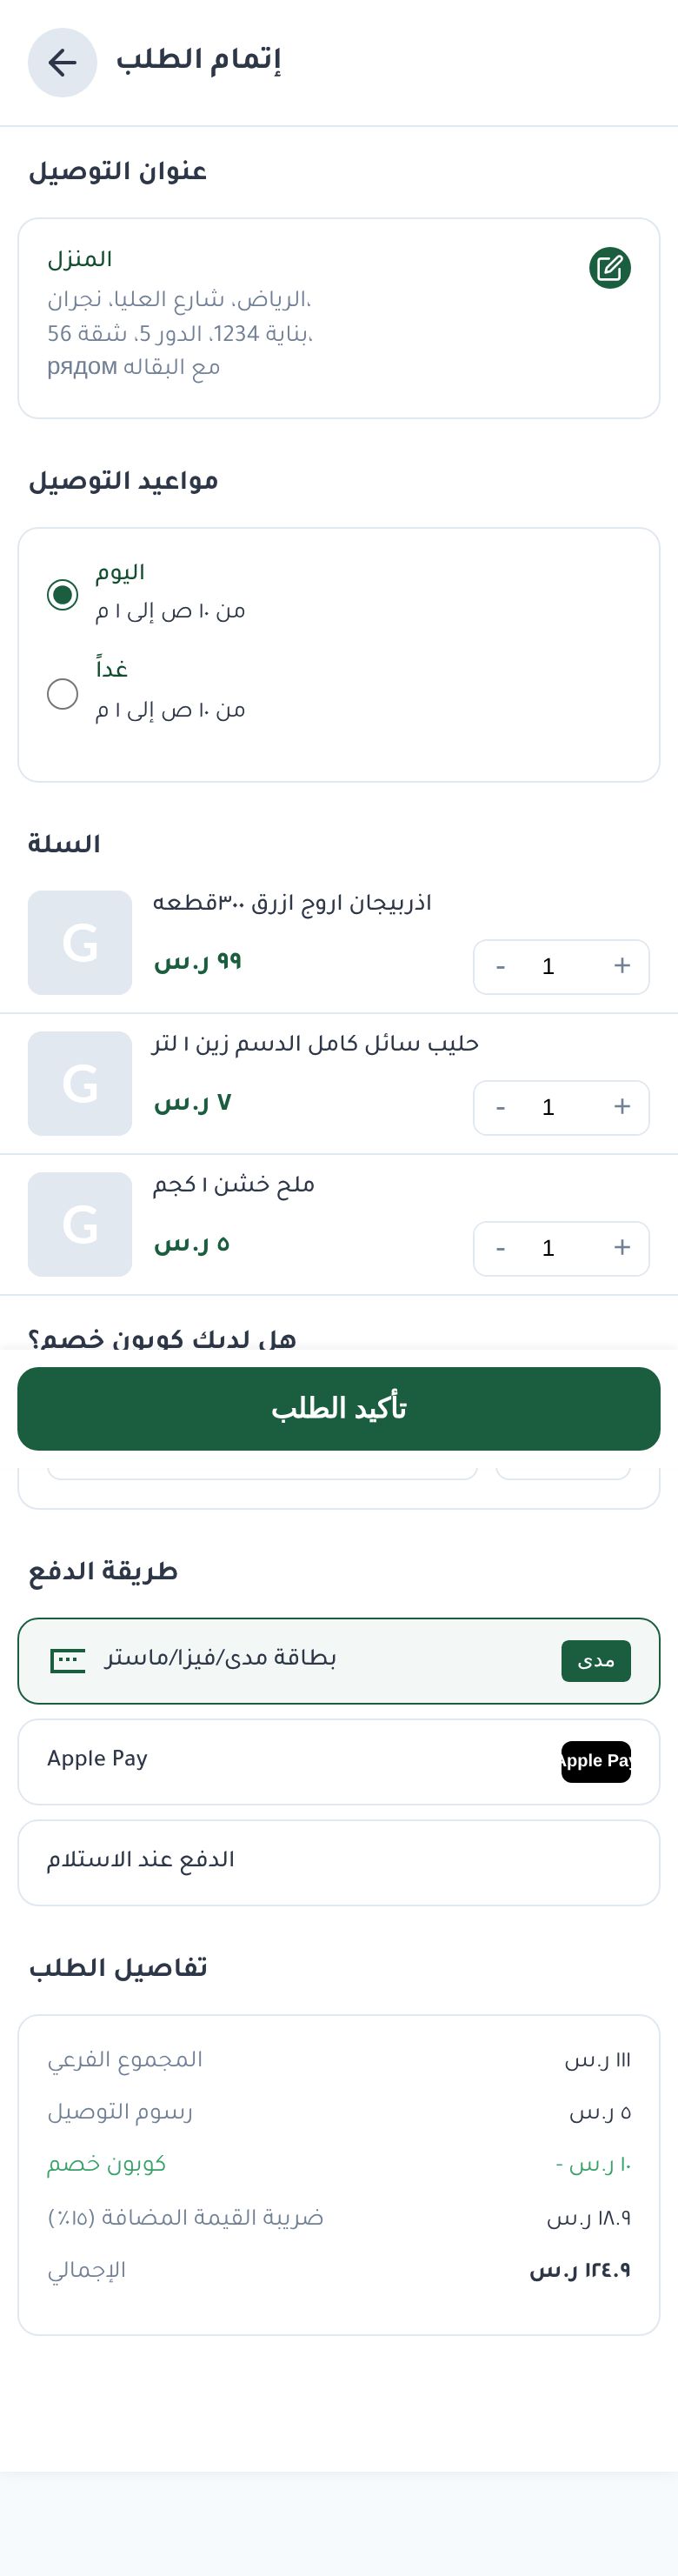 إتمام الطلب
عنوان التوصيل
المنزل
الرياض، شارع العليا، نجران،
بناية 1234، الدور 5، شقة 56،
рядом مع البقاله
مواعيد التوصيل
اليوم
من ١٠ ص إلى ١ م
غداً
من ١٠ ص إلى ١ م
السلة
اذربيجان اروج ازرق ٣٠٠قطعه
٩٩ ر.س
- 1 +
G
حليب سائل كامل الدسم زين ١ لتر
٧ ر.س
- 1 +
G
ملح خشن ١ كجم
٥ ر.س
- 1 +
G
هل لديك كوبون خصم؟
تأكيد الطلب
طريقة الدفع
بطاقة مدى/فيزا/ماستر
مدى
Apple Pay
Apple Pay
الدفع عند الاستلام
تفاصيل الطلب
المجموع الفرعي ١١١ ر.س
رسوم التوصيل ٥ ر.س
كوبون خصم ١٠ ر.س -
ضريبة القيمة المضافة (١٥٪) ١٨.٩ ر.س
الإجمالي ١٢٤.٩ ر.س